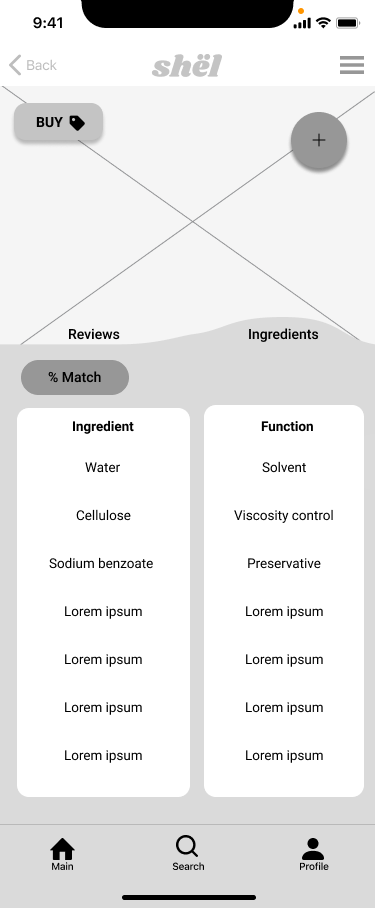 9:41
Back
shël
BUY
+
Reviews Ingredients
% Match
Ingredient Function
Water Solvent
Cellulose Viscosity control
Sodium benzoate Preservative
Lorem ipsum Lorem ipsum
Lorem ipsum Lorem ipsum
Lorem ipsum Lorem ipsum
Lorem ipsum Lorem ipsum
Main Search Profile